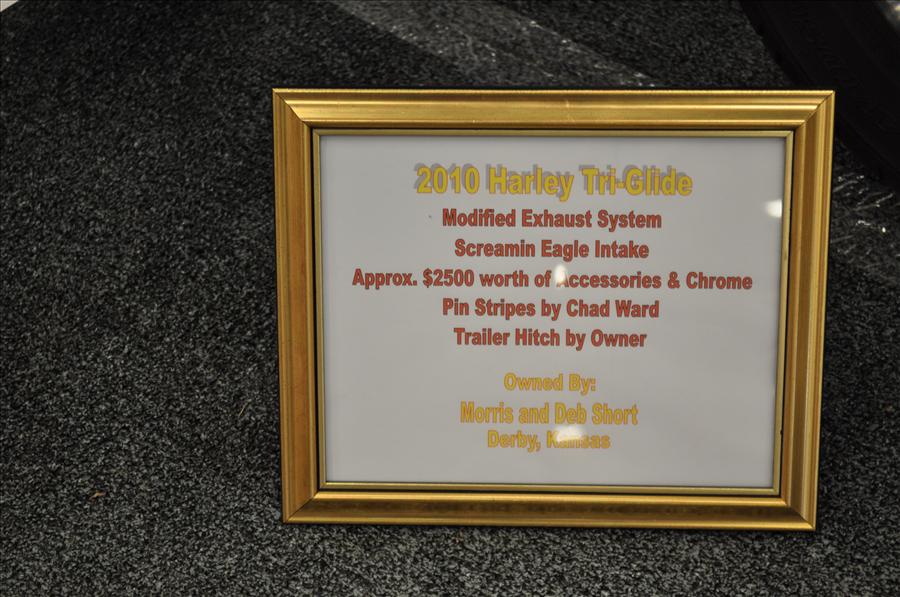 2010 Harley Tri-Glide
Modified Exhaust System
Screamin Eagle Intake
Approx. $2500 worth of Accessories & Chrome
Pin Stripes by Chad Ward
Trailer Hitch by Owner
Owned By:
Morris and Deb Short
Derby, Kansas